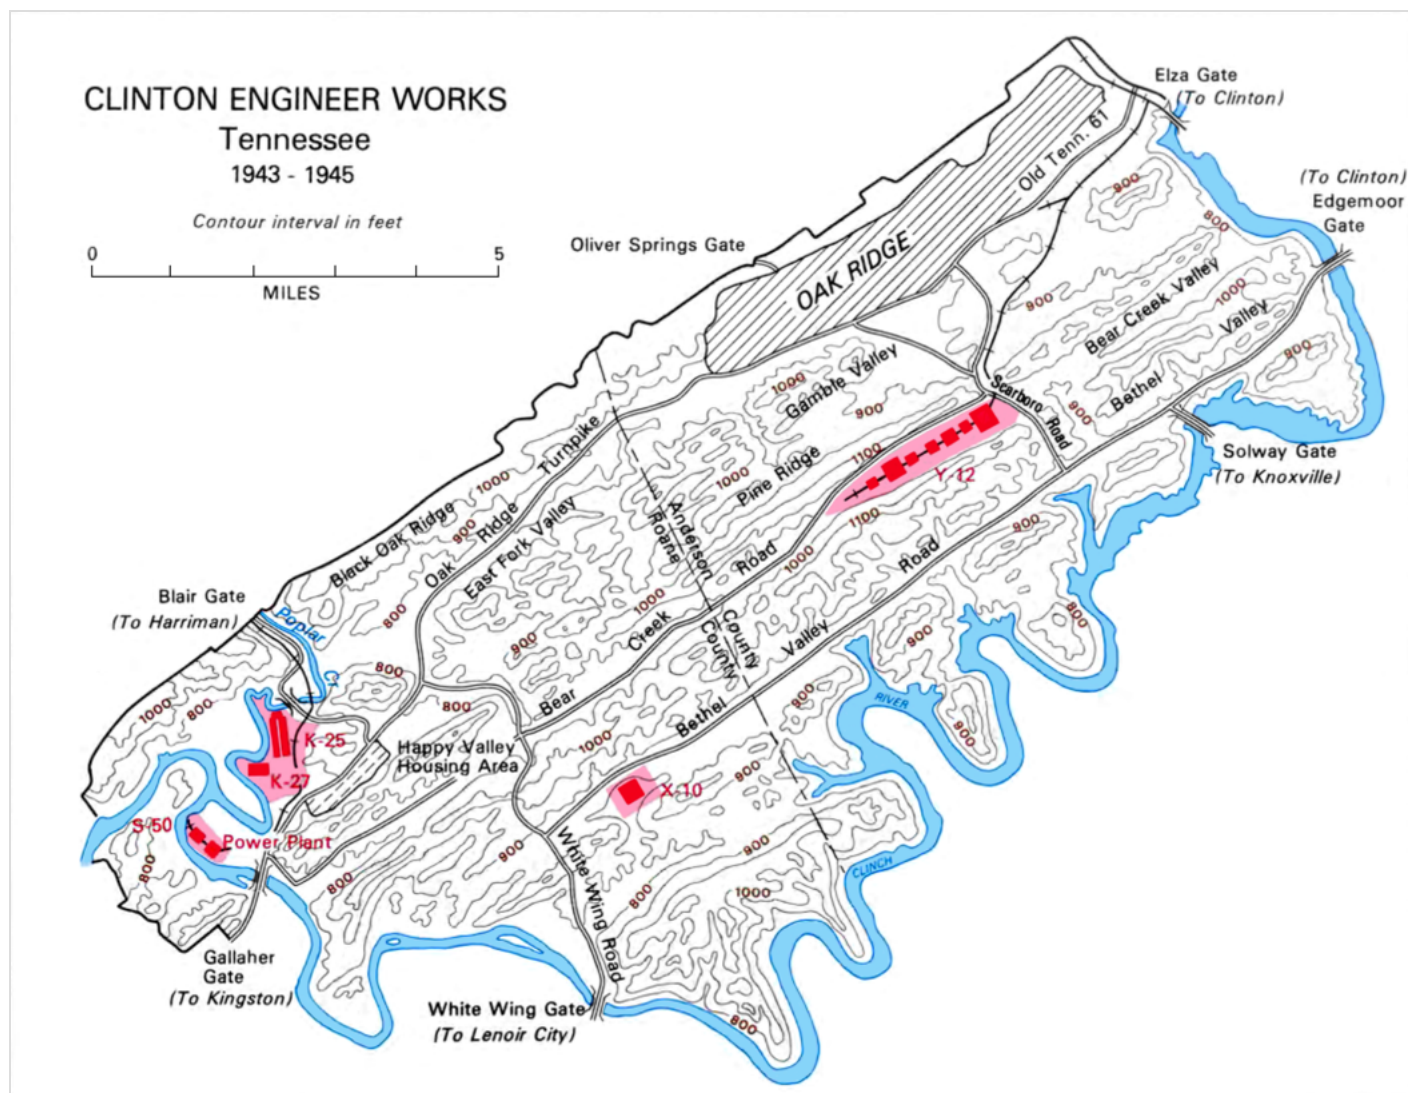 CLINTON ENGINEER WORKS
Tennessee
1943 - 1945
Contour interval in feet
0
5
MILES
Elza Gate
(To Clinton)
(To Clinton)
Edgemoor
Gate
Oliver Springs Gate
Old Tenn. 61
OAK RIDGE
900
800
900
Bear Creek Valley
1000
Valley
Bethel
900
Gamble Valley
1000
900
Scarboro Road
900
Solway Gate
(To Knoxville)
Turnpike
Ridge
Oak
1000
Black Oak Ridge
900
East Fork Valley
800
1000
Pine Ridge
1100
Y-12
1100
1000
Anderson
Roane
County
County
Road
Creek
Bear
1000
900
Road
Valley
Bethel
900
800
900
900
900
RIVER
CLINCH
Blair Gate
(To Harriman)
Poplar
Cr
1000
800
800
800
K-25
K-27
Happy Valley
Housing Area
1000
X-10
900
900
1000
800
S-50
Power Plant
800
800
900
White Wing Road
Gallaher
Gate
(To Kingston)
White Wing Gate
(To Lenoir City)
800